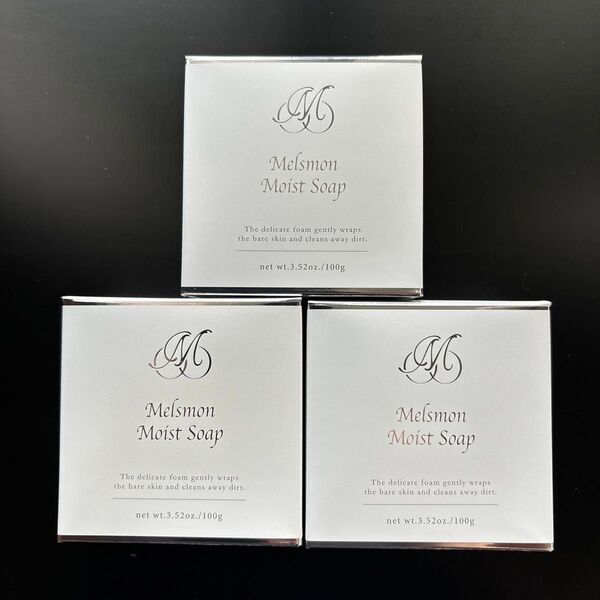 M
Melsmon
Moist Soap
The delicate foam gently wraps
the bare skin and cleans away dirt.
net wt.3.52oz./100g
M
Melsmon
Moist Soap
The delicate foam gently wraps
the bare skin and cleans away dirt.
net wt.3.52oz./100g
M
Melsmon
Moist Soap
The delicate foam gently wraps
the bare skin and cleans away dirt.
net wt.3.52oz./100g